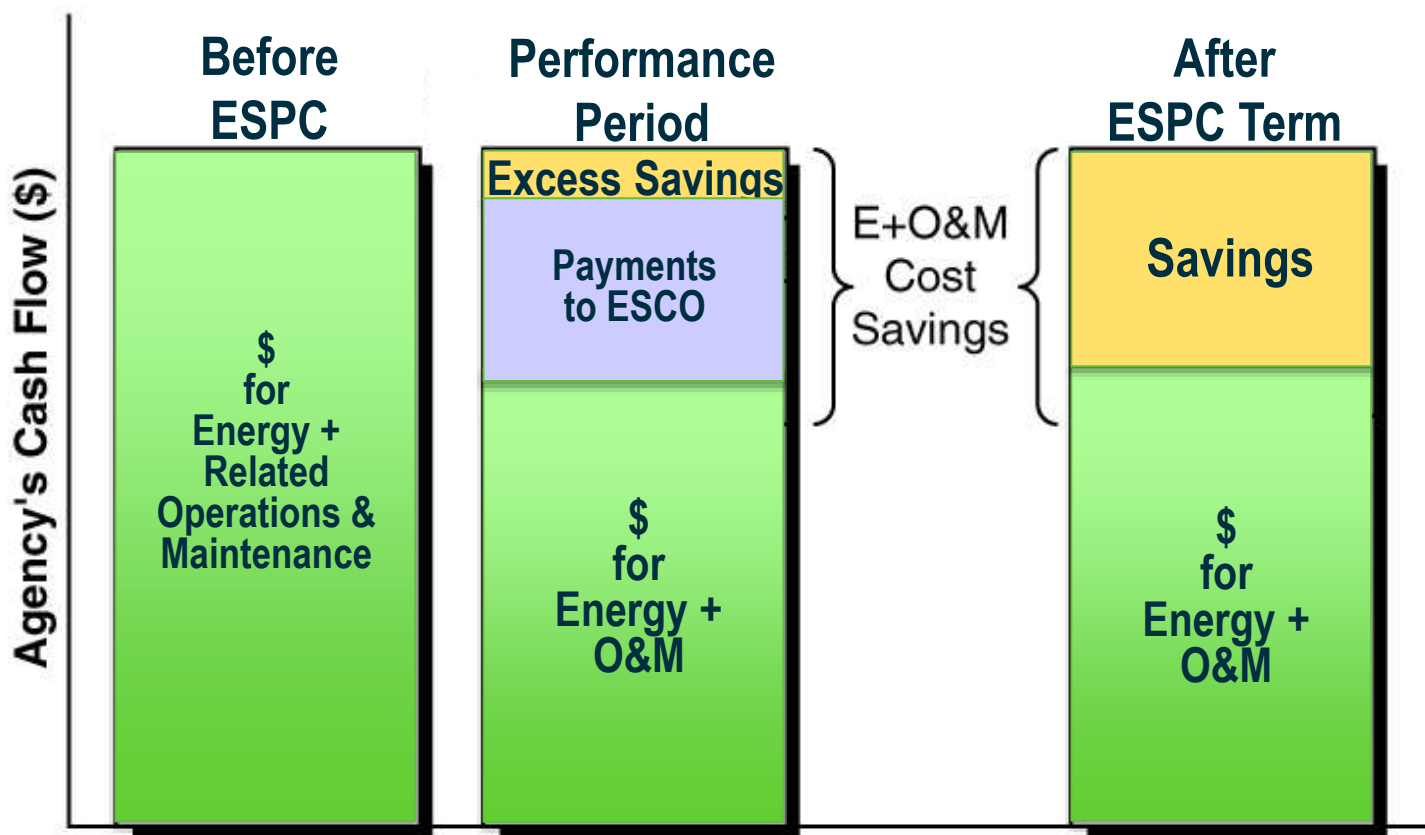 Before
ESPC
Performance
Period
After
ESPC Term
Agency's Cash Flow ($)
$
for
Energy +
Related
Operations &
Maintenance
Excess Savings
Payments
to ESCO
$
for
Energy +
O&M
E+O&M
Cost
Savings
Savings
$
for
Energy +
O&M